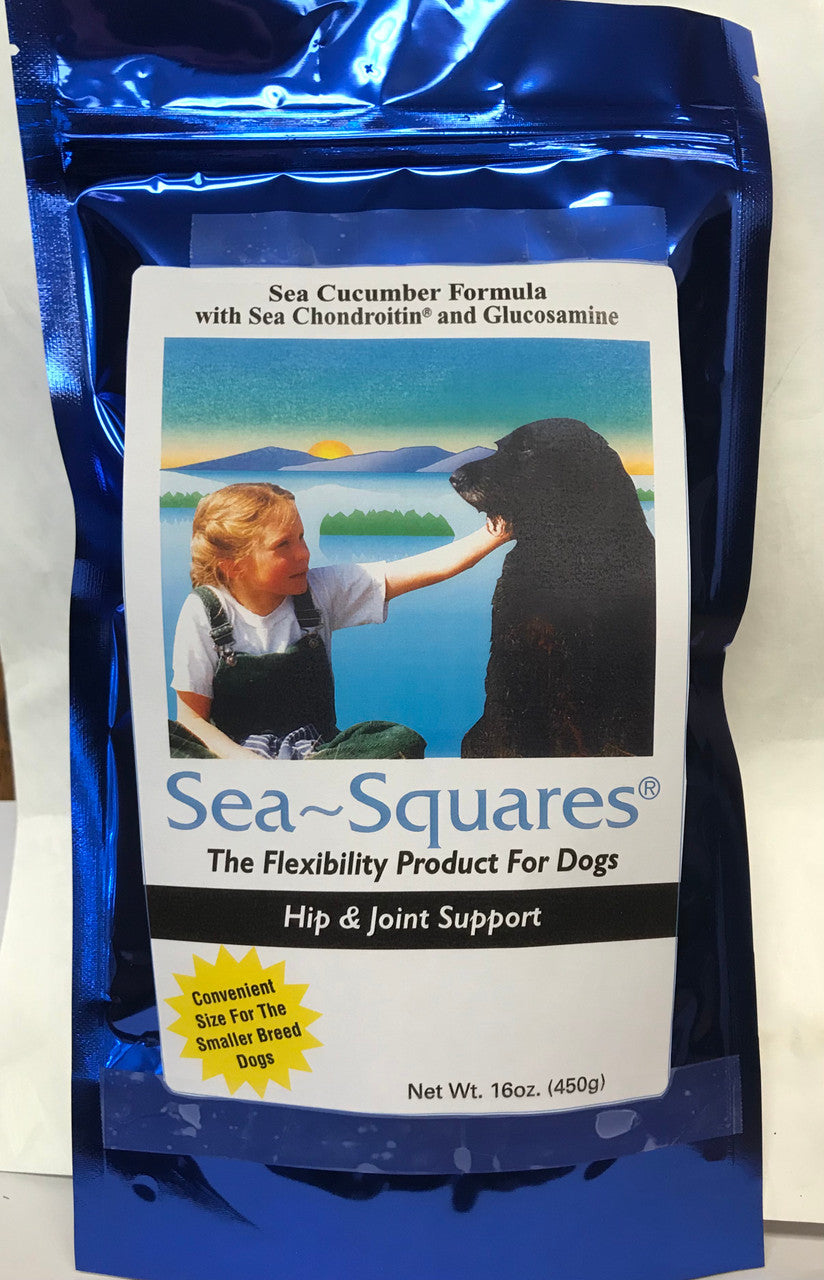 Sea Cucumber Formula
with Sea Chondroitin® and Glucosamine
Sea~Squares®
The Flexibility Product For Dogs
Hip & Joint Support
Convenient
Size For The
Smaller Breed
Dogs
Net Wt. 16oz. (450g)